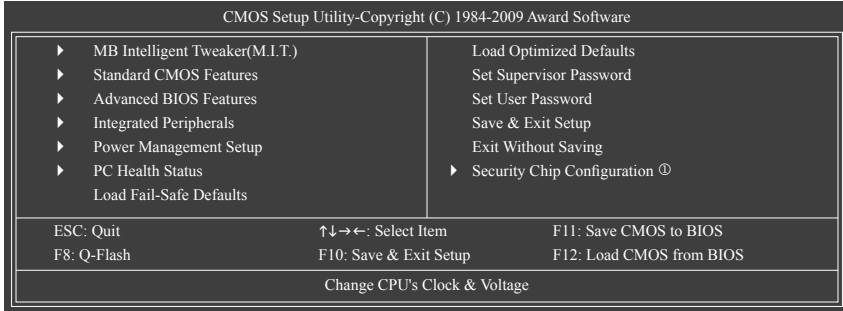 CMOS Setup Utility-Copyright (C) 1984-2009 Award Software
▶ MB Intelligent Tweaker(M.I.T.)
▶ Standard CMOS Features
▶ Advanced BIOS Features
▶ Integrated Peripherals
▶ Power Management Setup
▶ PC Health Status
Load Fail-Safe Defaults
Load Optimized Defaults
Set Supervisor Password
Set User Password
Save & Exit Setup
Exit Without Saving
▶ Security Chip Configuration ①
ESC: Quit ↑↓→←: Select Item F11: Save CMOS to BIOS
F8: Q-Flash F10: Save & Exit Setup F12: Load CMOS from BIOS
Change CPU's Clock & Voltage